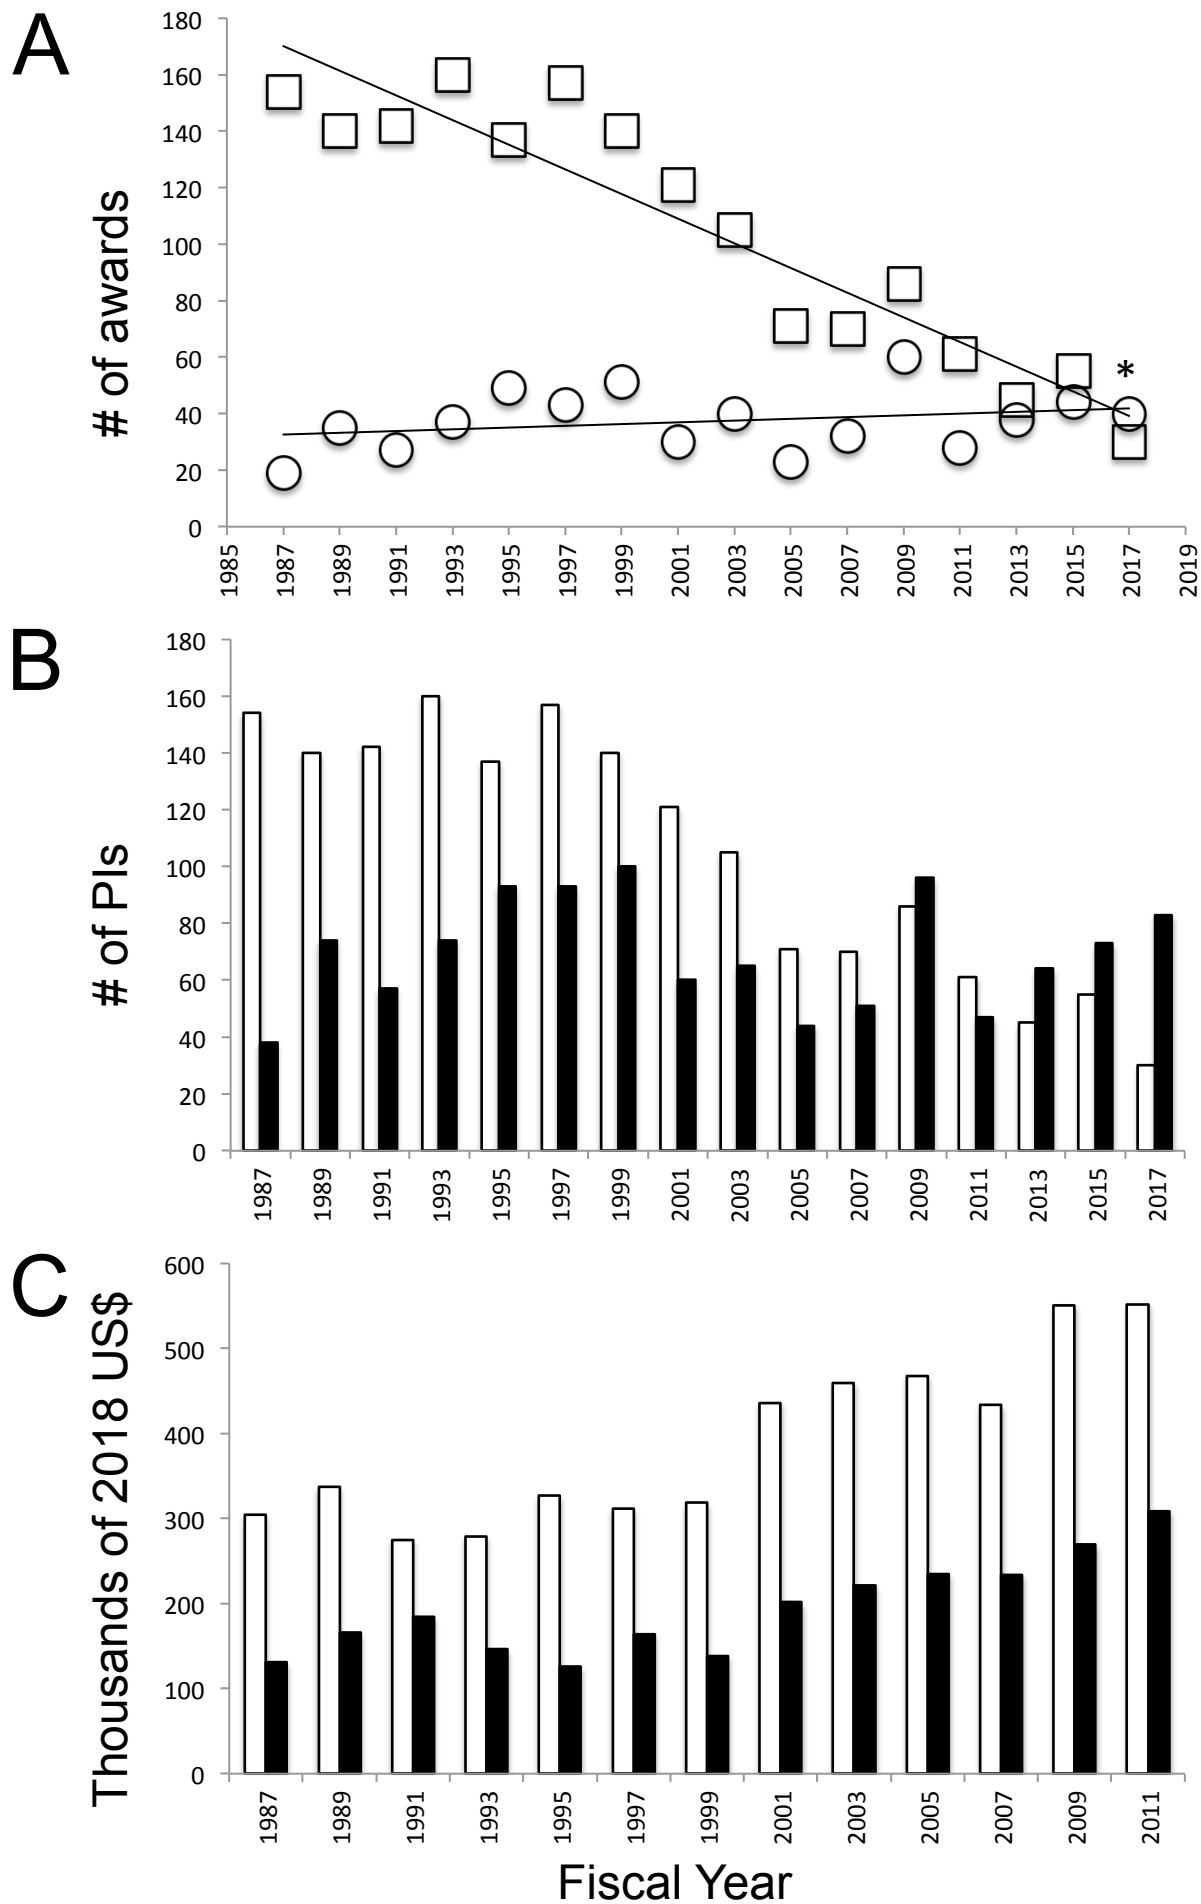 A
# of awards
180
160
140
120
100
80
60
40
20
0
*
1985 1987 1989 1991 1993 1995 1997 1999 2001 2003 2005 2007 2009 2011 2013 2015 2017 2019
B
# of PIs
180
160
140
120
100
80
60
40
20
0
1987 1989 1991 1993 1995 1997 1999 2001 2003 2005 2007 2009 2011 2013 2015 2017
C
Thousands of 2018 US$
600
500
400
300
200
100
0
1987 1989 1991 1993 1995 1997 1999 2001 2003 2005 2007 2009 2011
Fiscal Year